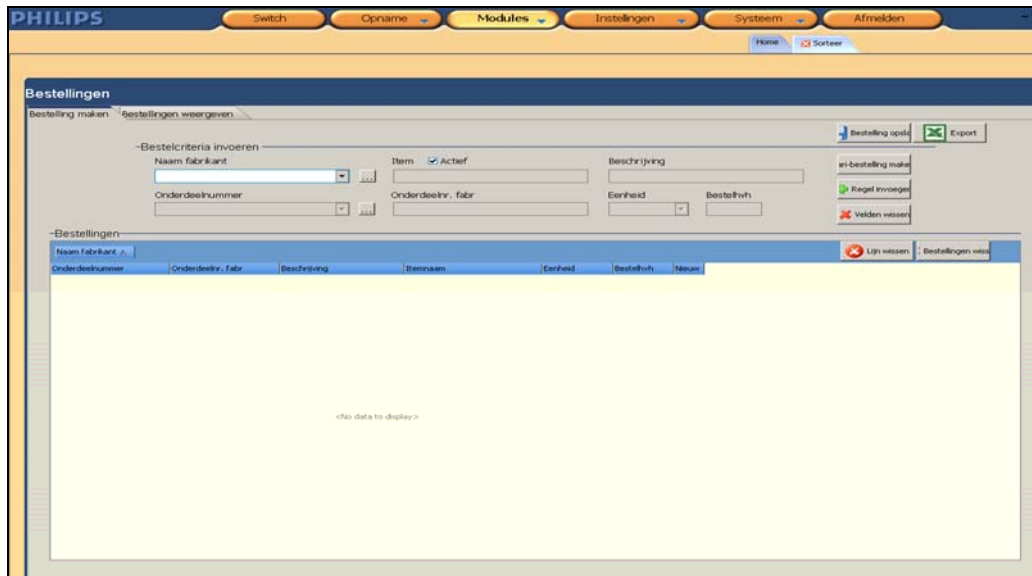 PHILIPS Switch Opname Modules Instellingen Systeem Afmelden
Home Sorteer
Bestellingen
Bestelling maken Bestellingen weergeven
Bestelling opsla Export
Bestelcriteria invoeren
Naam fabrikant Item Actief Beschrijving
ari-bestelling make
...
Onderdeelnummer Onderdeelnr. fabr Eenheid Bestelhvh
Regel invoegen
...
Velden wissen
Bestellingen
Naam fabrikant Lijn wissen Bestellingen wiss
Onderdeelnummer Onderdeelnr. fabr Beschrijving Itemnaam Eenheid Bestelhvh Nieuw
<No data to display>